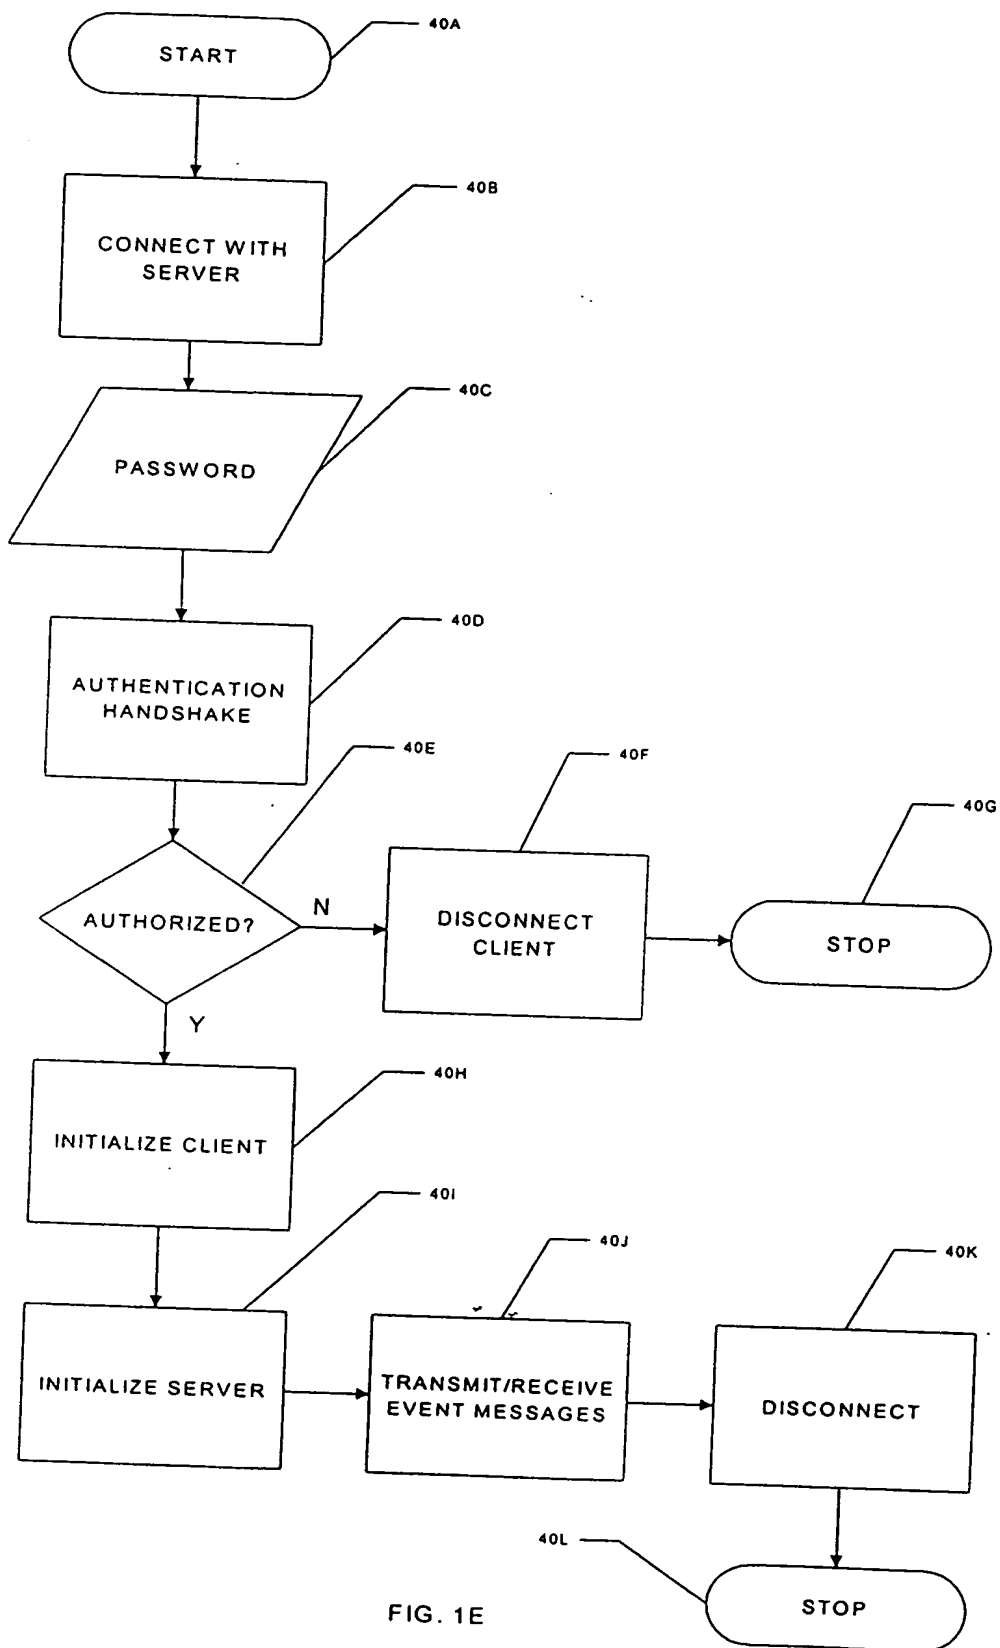 40A
START
40B
CONNECT WITH
SERVER
40C
PASSWORD
40D
AUTHENTICATION
HANDSHAKE
40E
40F
40G
AUTHORIZED?
N
DISCONNECT
CLIENT
STOP
Y
40H
INITIALIZE CLIENT
40I
40J
40K
INITIALIZE SERVER
TRANSMIT/RECEIVE
EVENT MESSAGES
DISCONNECT
40L
STOP
FIG. 1E